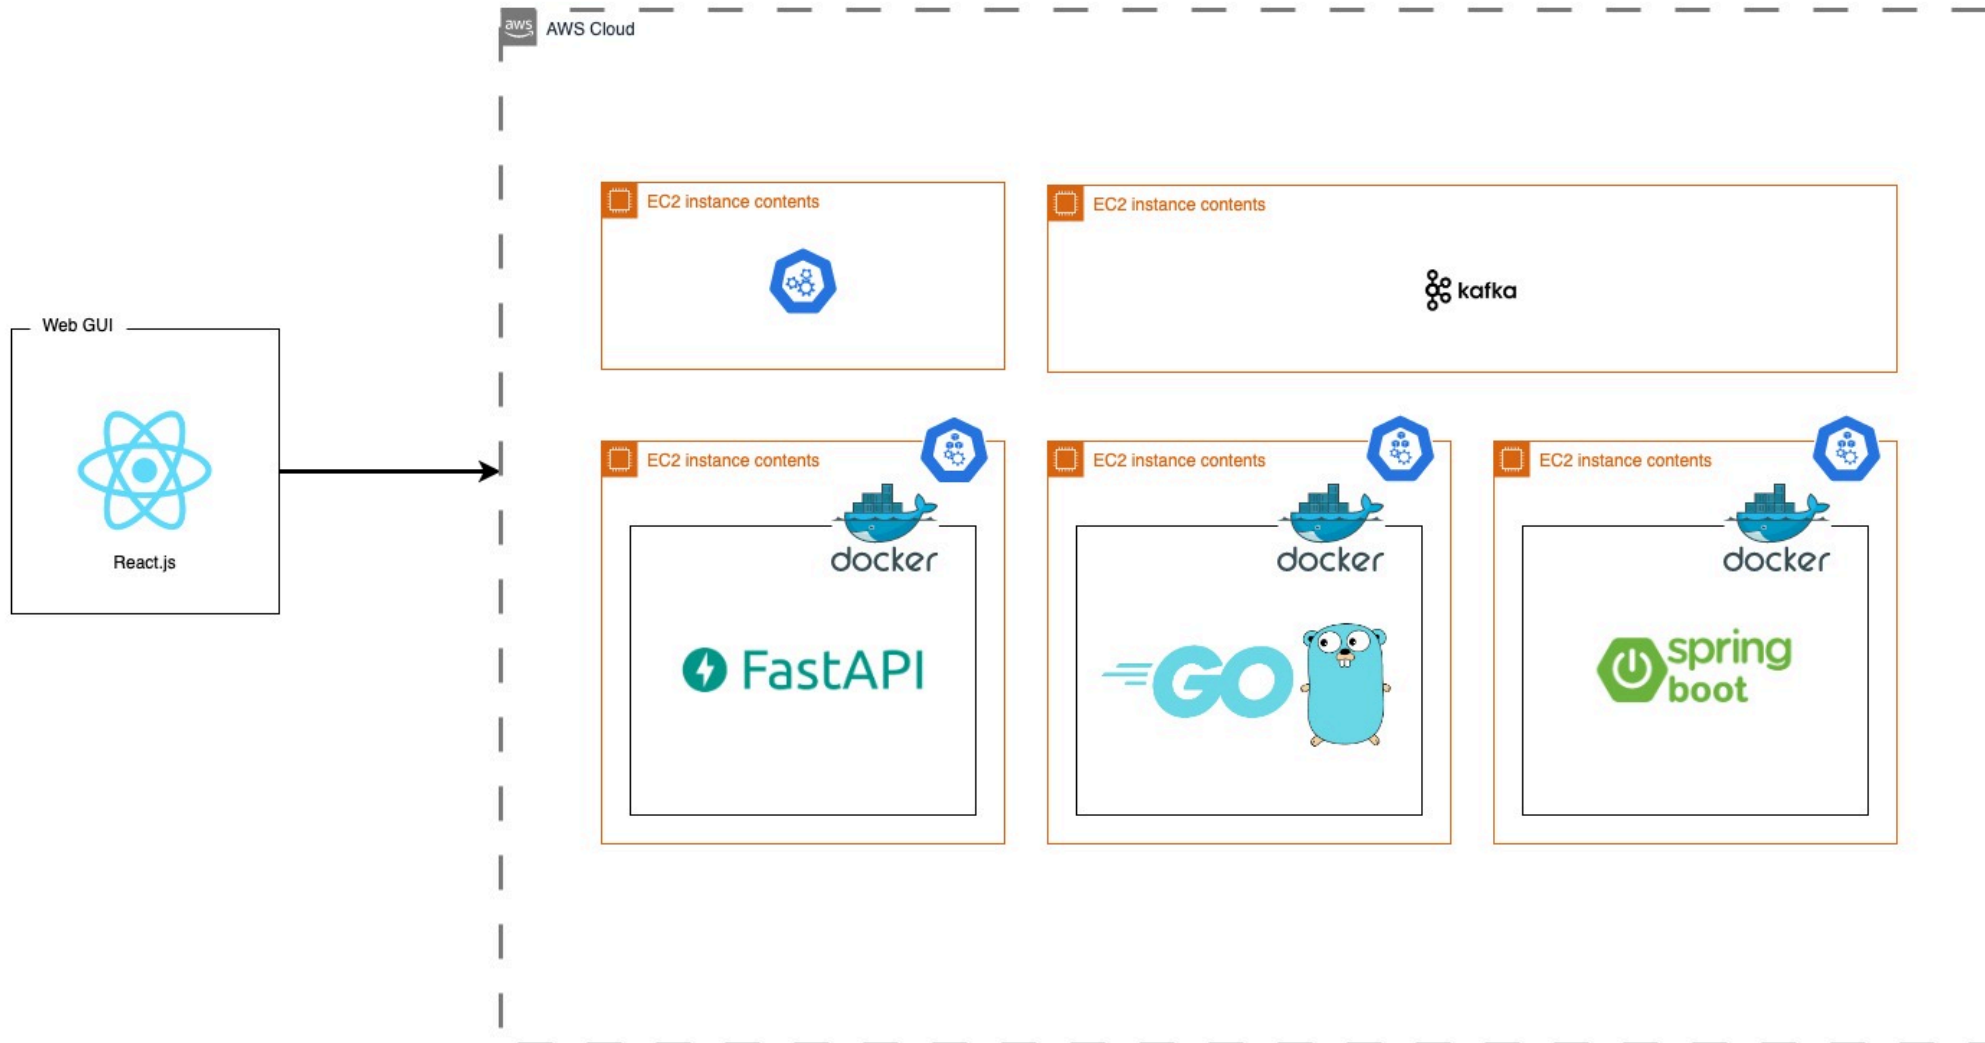 aws
AWS Cloud
EC2 instance contents
EC2 instance contents
kafka
Web GUI
React.js
EC2 instance contents
EC2 instance contents
EC2 instance contents
docker
docker
docker
FastAPI
GO
spring
boot